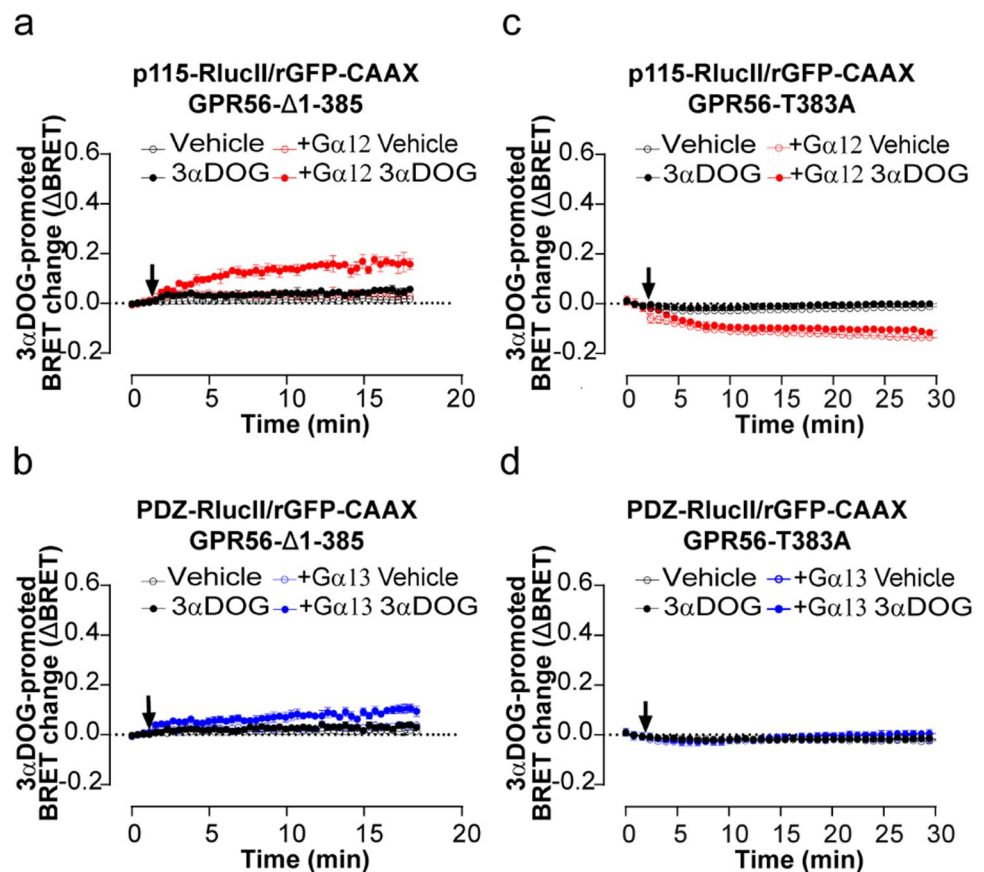 a
p115-RlucII/rGFP-CAAX
GPR56-Δ1-385
Vehicle +Gα12 Vehicle
3αDOG +Gα12 3αDOG
3αDOG-promoted
BRET change (ΔBRET)
0.6
0.4
0.2
0.0
-0.2
0 5 10 15 20
Time (min)
c
p115-RlucII/rGFP-CAAX
GPR56-T383A
Vehicle +Gα12 Vehicle
3αDOG +Gα12 3αDOG
3αDOG-promoted
BRET change (ΔBRET)
0.6
0.4
0.2
0.0
-0.2
0 5 10 15 20 25 30
Time (min)
b
PDZ-RlucII/rGFP-CAAX
GPR56-Δ1-385
Vehicle +Gα13 Vehicle
3αDOG +Gα13 3αDOG
3αDOG-promoted
BRET change (ΔBRET)
0.6
0.4
0.2
0.0
-0.2
0 5 10 15 20
Time (min)
d
PDZ-RlucII/rGFP-CAAX
GPR56-T383A
Vehicle +Gα13 Vehicle
3αDOG +Gα13 3αDOG
3αDOG-promoted
BRET change (ΔBRET)
0.6
0.4
0.2
0.0
-0.2
0 5 10 15 20 25 30
Time (min)